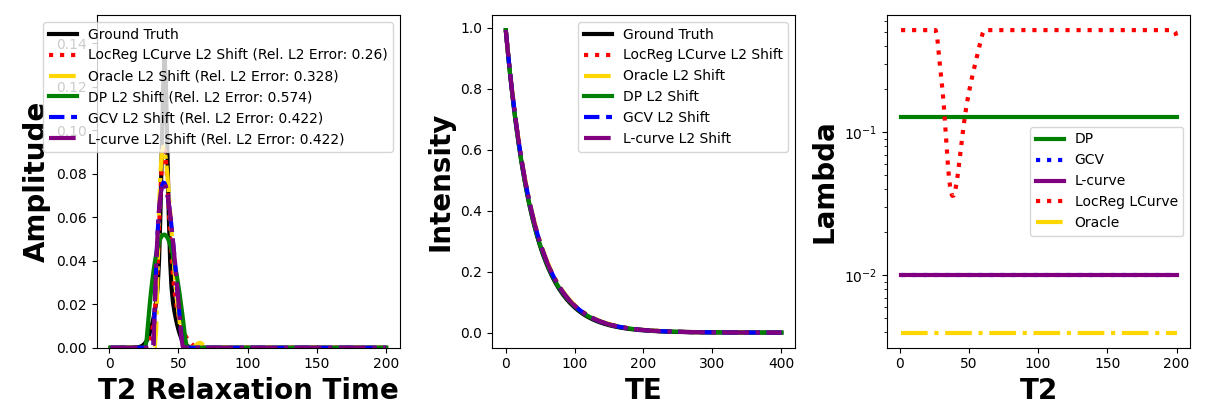 Amplitude
0.14
0.12
0.10
0.08
0.06
0.04
0.02
0.00
Ground Truth
LocReg LCurve L2 Shift (Rel. L2 Error: 0.26)
Oracle L2 Shift (Rel. L2 Error: 0.328)
DP L2 Shift (Rel. L2 Error: 0.574)
GCV L2 Shift (Rel. L2 Error: 0.422)
L-curve L2 Shift (Rel. L2 Error: 0.422)
0 50 100 150 200
T2 Relaxation Time
Intensity
1.0
0.8
0.6
0.4
0.2
0.0
Ground Truth
LocReg LCurve L2 Shift
Oracle L2 Shift
DP L2 Shift
GCV L2 Shift
L-curve L2 Shift
0 100 200 300 400
TE
Lambda
10⁻¹
10⁻²
DP
GCV
L-curve
LocReg LCurve
Oracle
0 50 100 150 200
T2